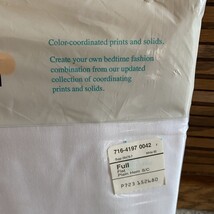 Color-coordinated prints and solids.
Create your own bedtime fashion
combination from our updated
collection of coordinating
prints and solids.
716-4197 0042
Full
Flat